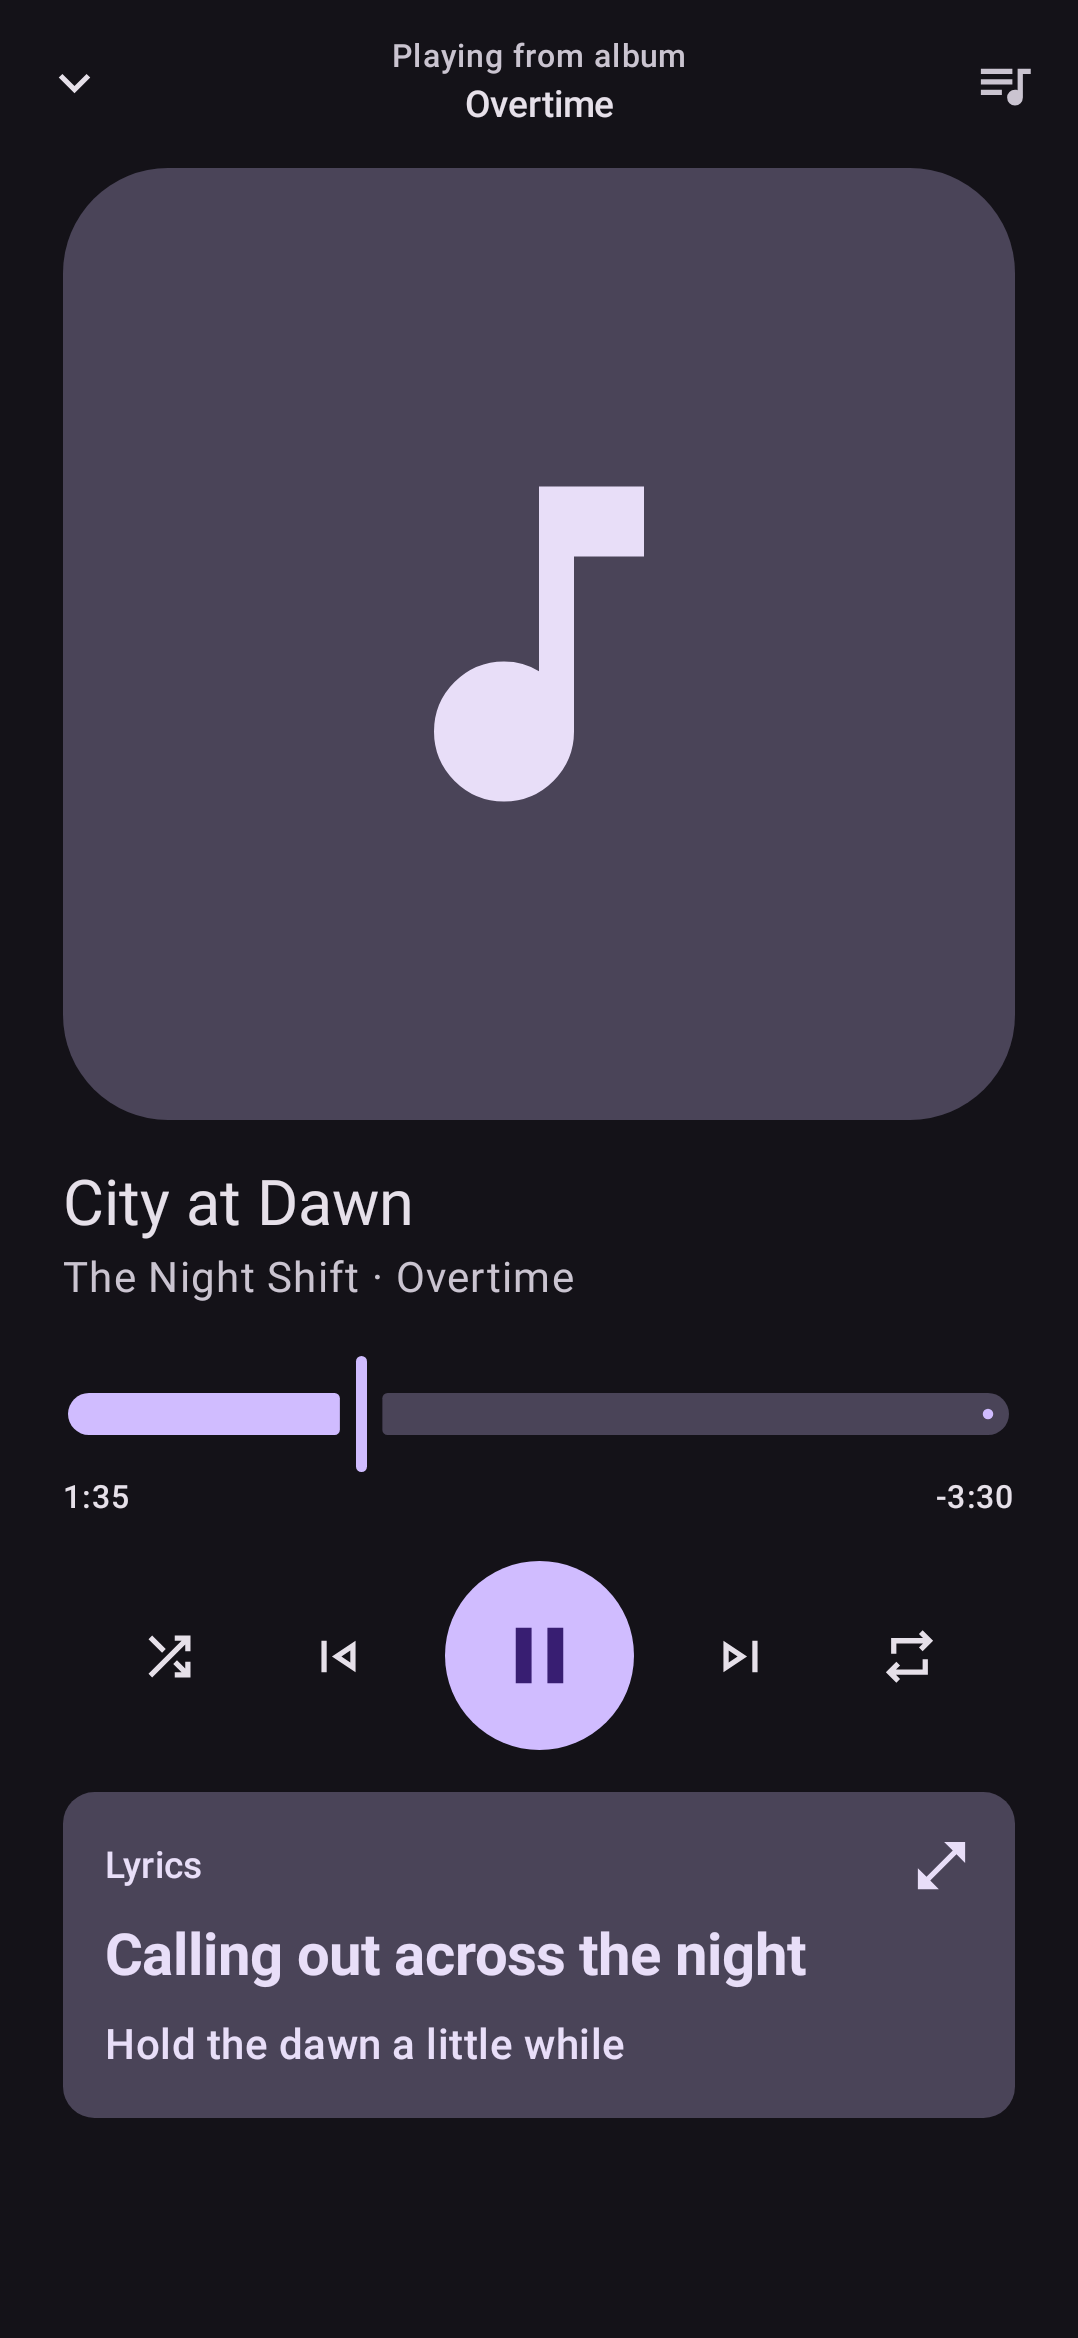 Playing from album
Overtime
City at Dawn
The Night Shift · Overtime
1:35
-3:30
Lyrics
Calling out across the night
Hold the dawn a little while